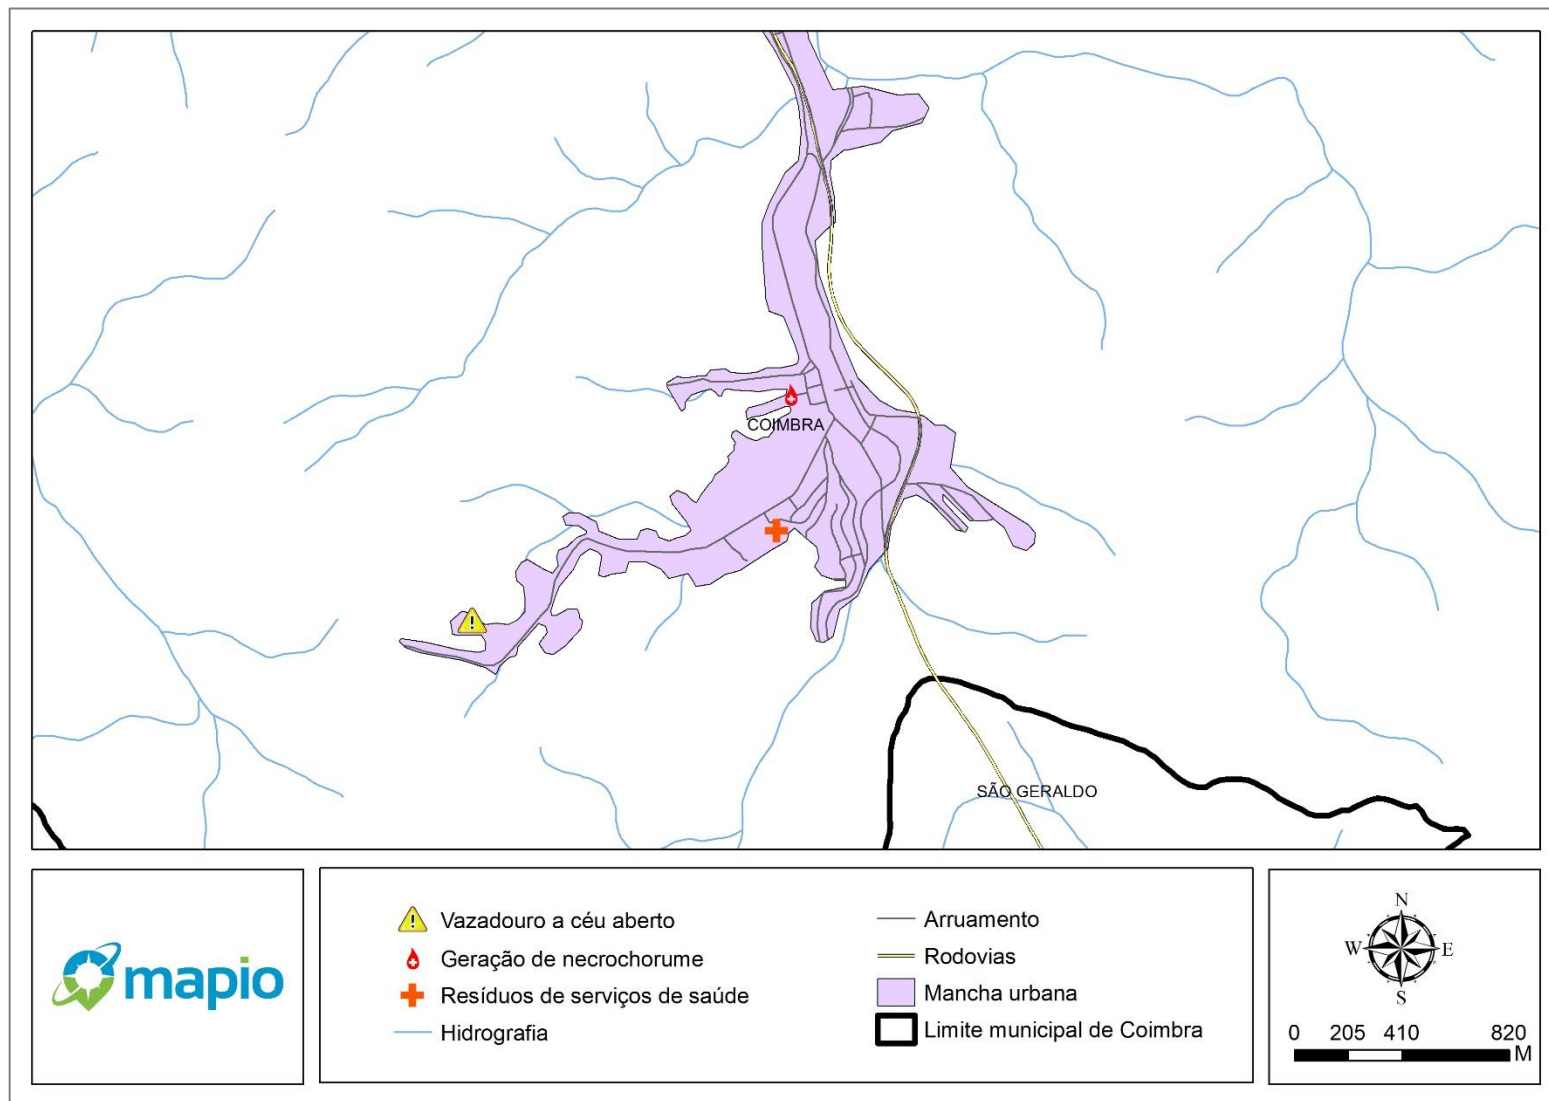 COIMBRA
SÃO GERALDO
mapio
Vazadouro a céu aberto
Geração de necrochorume
Resíduos de serviços de saúde
Hidrografia
Arruamento
Rodovias
Mancha urbana
Limite municipal de Coimbra
N
W E
S
0 205 410 820
M